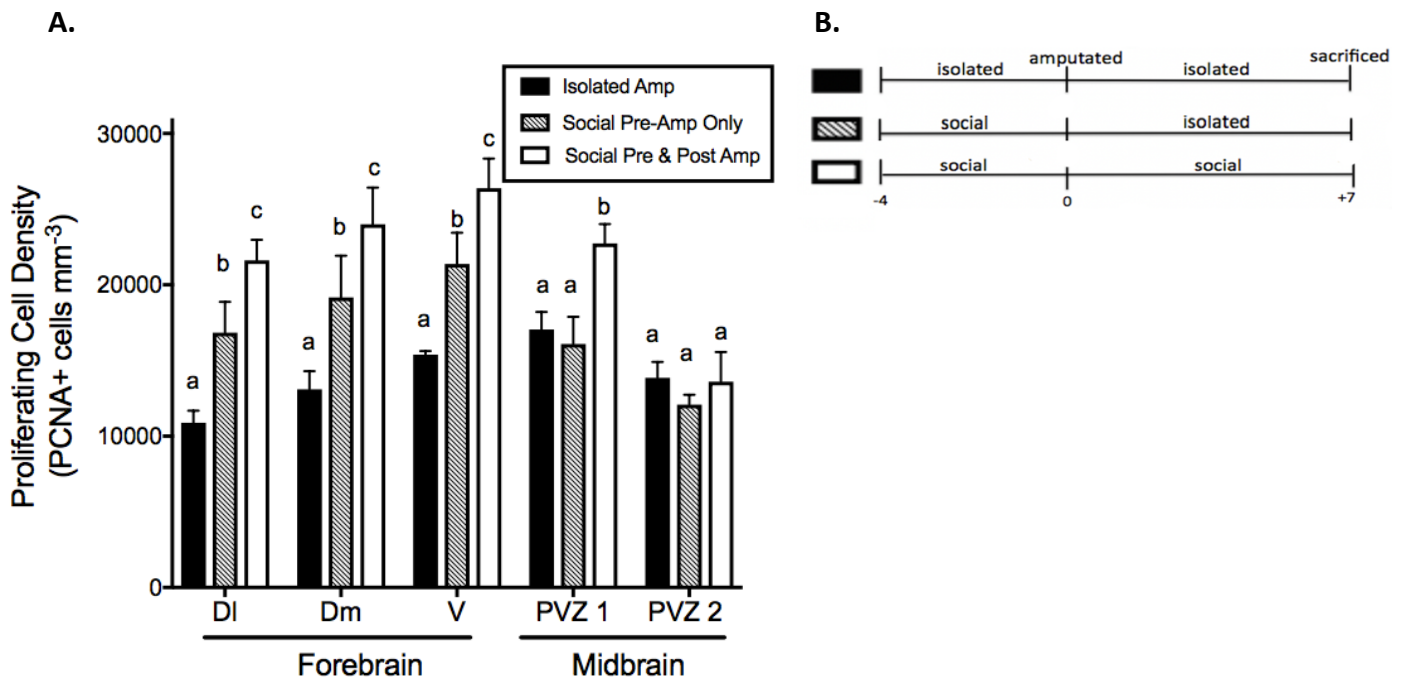 A.
Proliferating Cell Density
(PCNA+ cells mm-3)
30000
20000
10000
0
Isolated Amp
Social Pre-Amp Only
Social Pre & Post Amp
a
b
c
a
b
c
a
b
c
a
a
b
a
a
a
Dl
Dm
V
PVZ 1
PVZ 2
Forebrain
Midbrain
B.
amputated
sacrificed
isolated
isolated
social
isolated
social
social
-4
0
+7